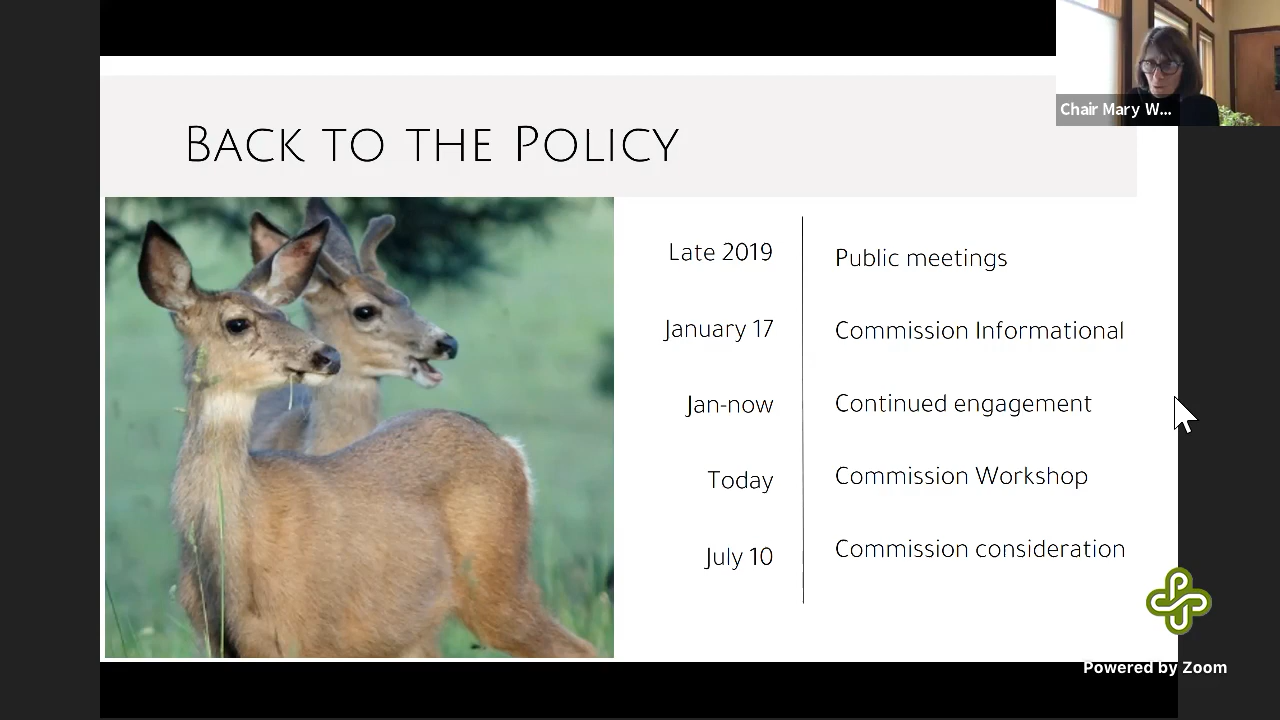 Chair Mary W...
BACK TO THE POLICY
Late 2019
Public meetings
January 17
Commission Informational
Jan-now
Continued engagement
Today
Commission Workshop
July 10
Commission consideration
Powered by Zoom